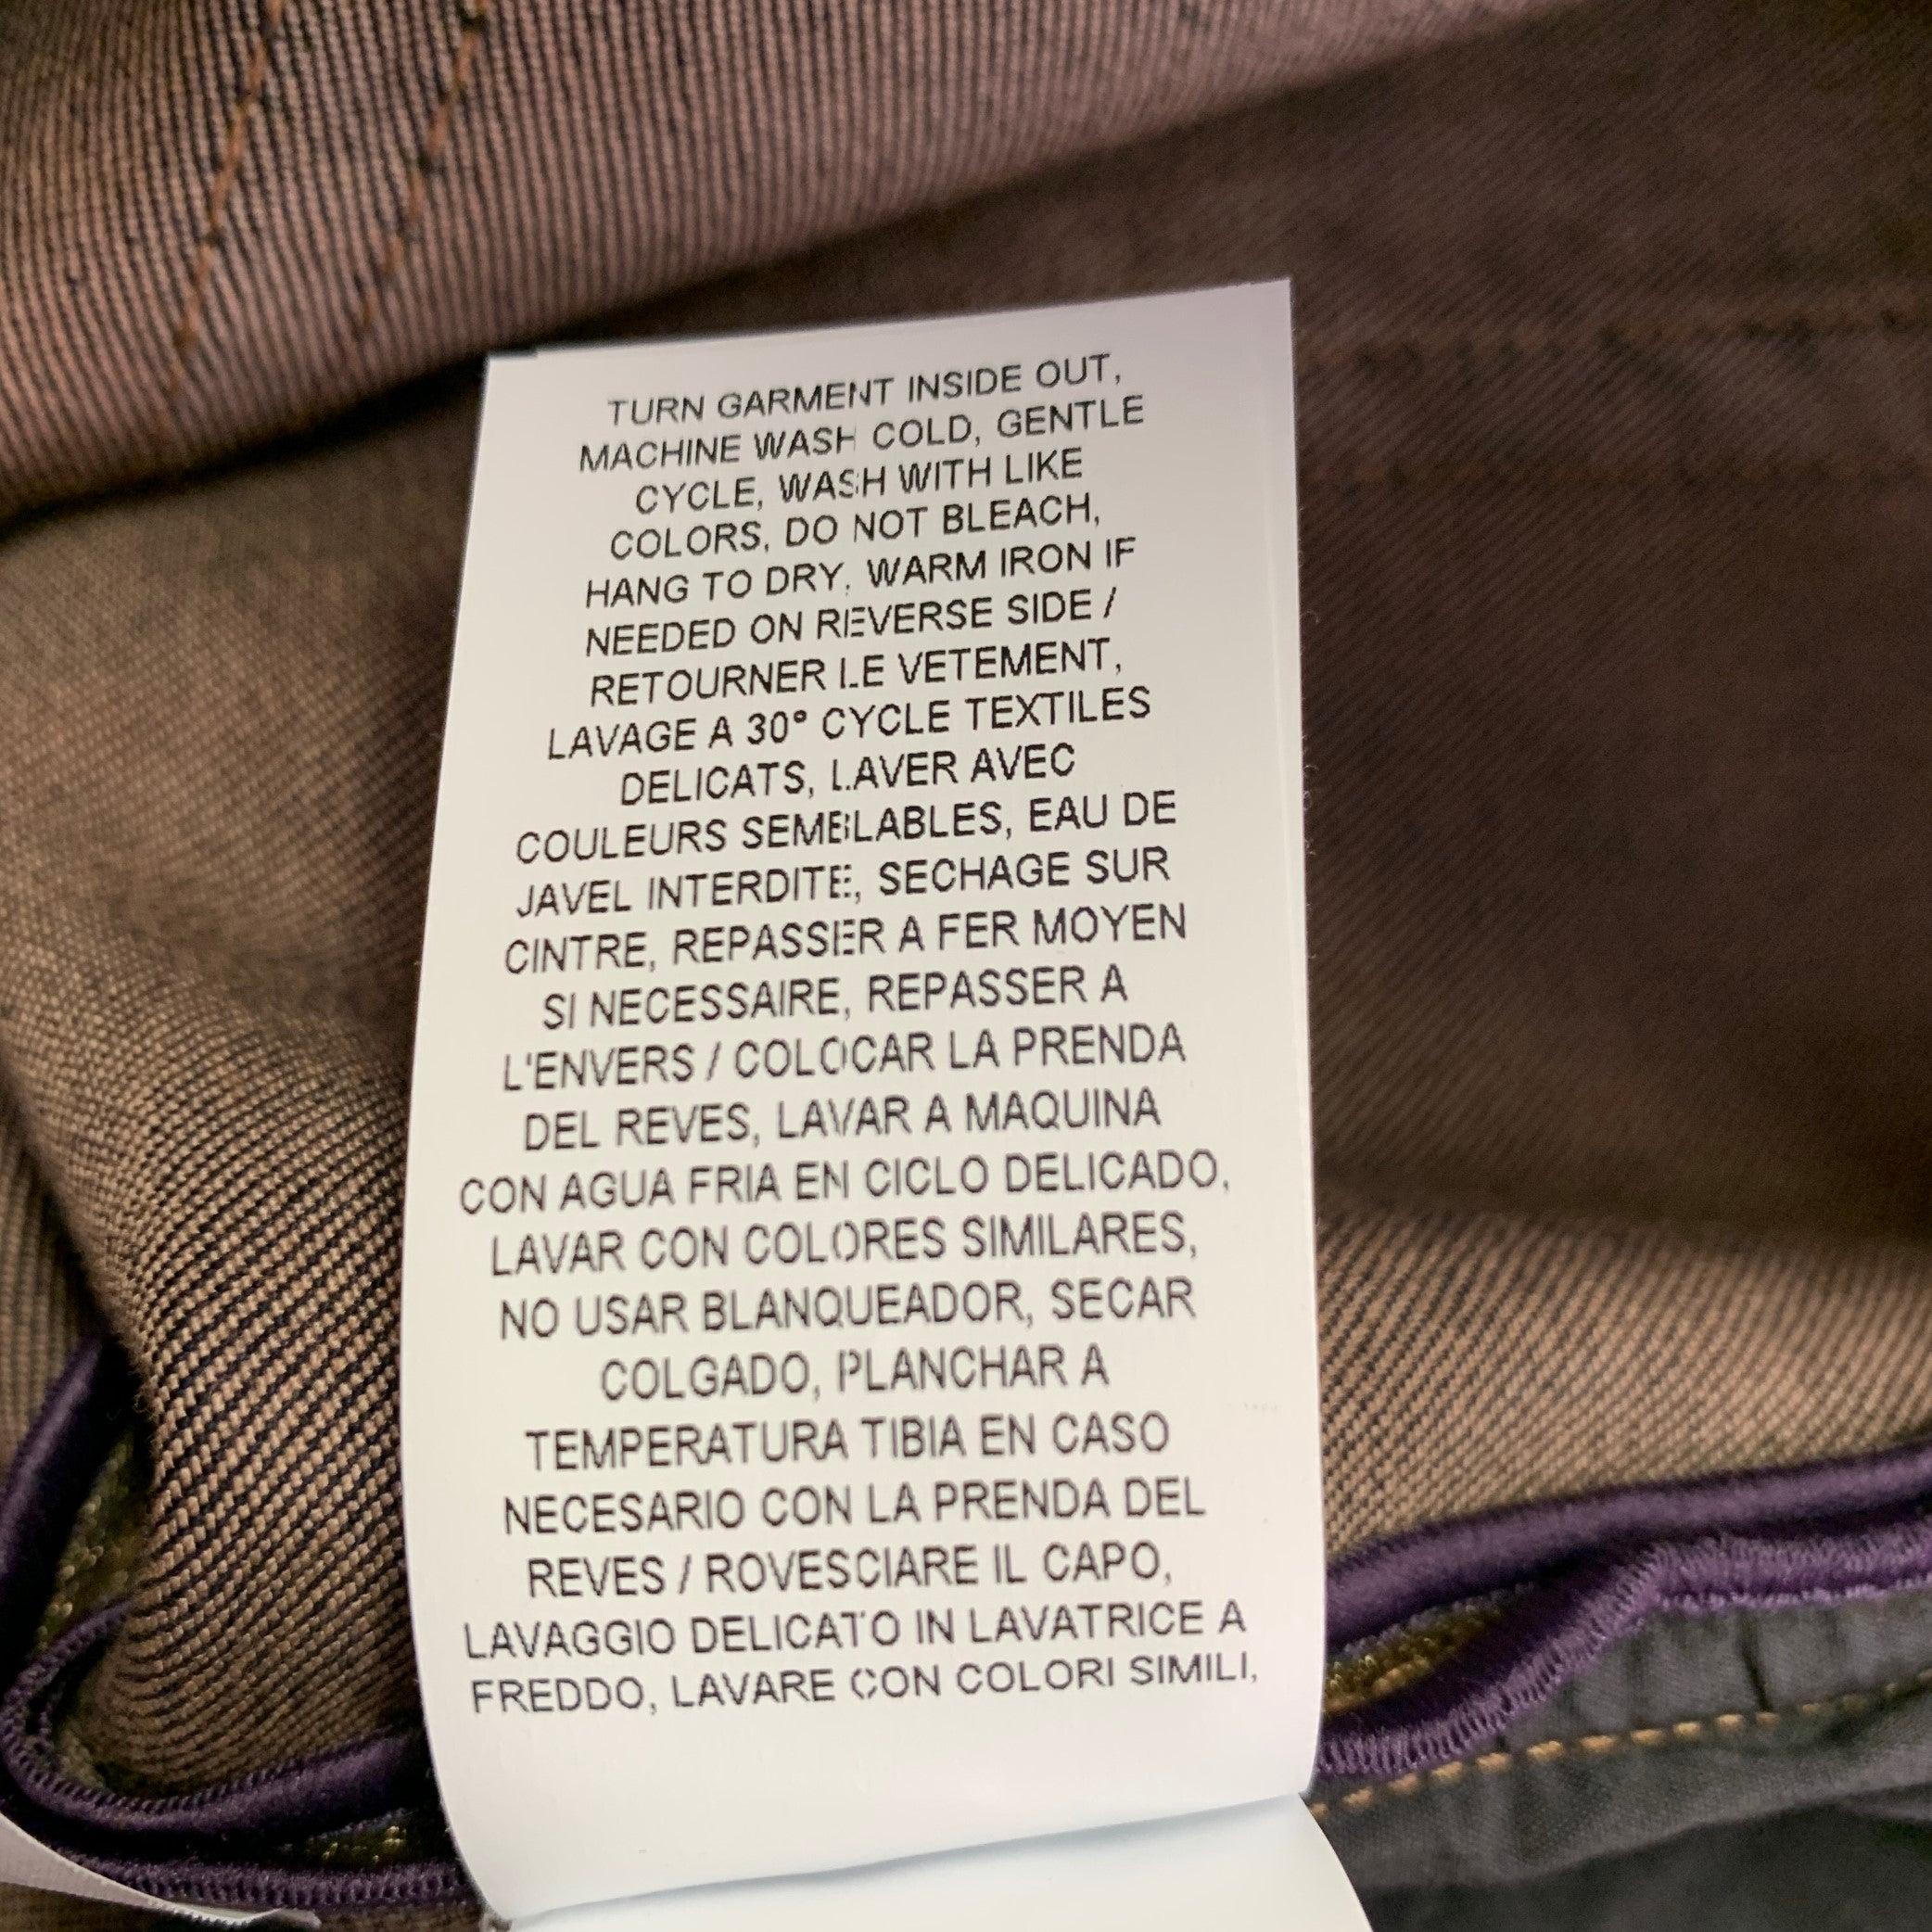 TURN GARMENT INSIDE OUT,
MACHINE WASH COLD, GENTLE
CYCLE, WASH WITH LIKE
COLORS, DO NOT BLEACH,
HANG TO DRY, WARM IRON IF
NEEDED ON REVERSE SIDE /
RETOURNER LE VETEMENT,
LAVAGE A 30° CYCLE TEXTILES
DELICATS, LAVER AVEC
COULEURS SEMBLABLES, EAU DE
JAVEL INTERDITE, SECHAGE SUR
CINTRE, REPASSER A FER MOYEN
SI NECESSAIRE, REPASSER A
L'ENVERS / COLOCAR LA PRENDA
DEL REVES, LAVAR A MAQUINA
CON AGUA FRIA EN CICLO DELICADO,
LAVAR CON COLORES SIMILARES,
NO USAR BLANQUEADOR, SECAR
COLGADO, PLANCHAR A
TEMPERATURA TIBIA EN CASO
NECESARIO CON LA PRENDA DEL
REVES / ROVESCIARE IL CAPO,
LAVAGGIO DELICATO IN LAVATRICE A
FREDDO, LAVARE CON COLORI SIMILI,